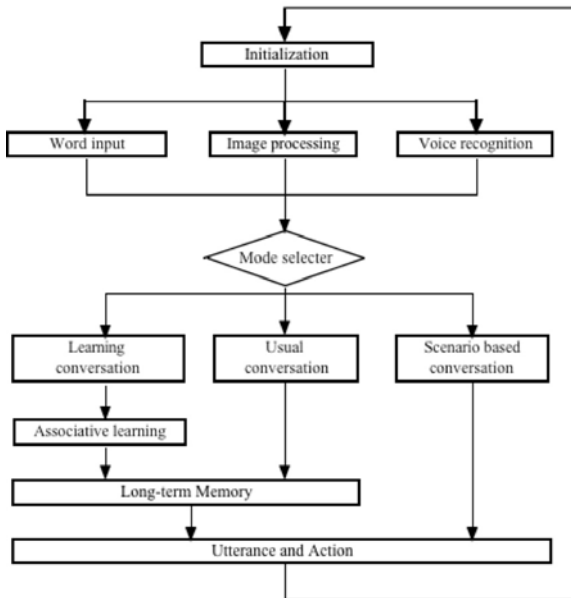 Initialization
Word input
Image processing
Voice recognition
Mode selecter
Learning
conversation
Usual
conversation
Scenario based
conversation
Associative learning
Long-term Memory
Utterance and Action